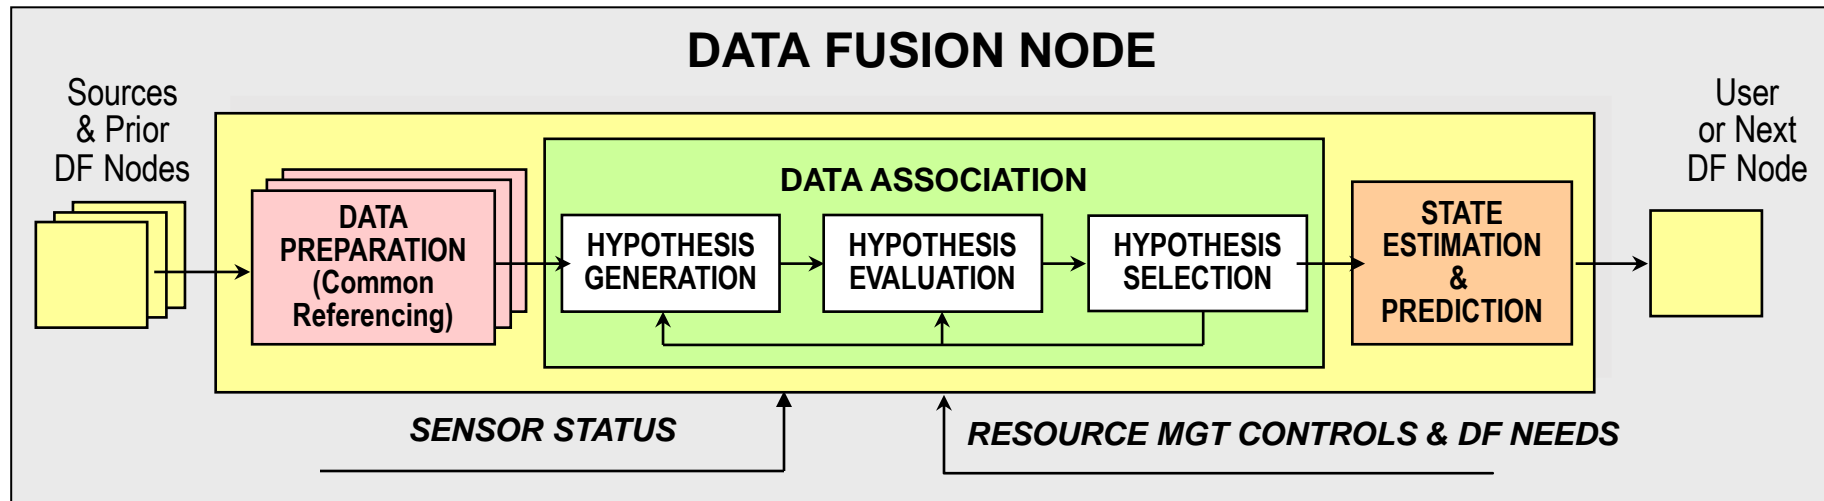 DATA FUSION NODE
Sources
& Prior
DF Nodes
User
or Next
DF Node
DATA
PREPARATION
(Common
Referencing)
DATA ASSOCIATION
HYPOTHESIS
GENERATION
HYPOTHESIS
EVALUATION
HYPOTHESIS
SELECTION
STATE
ESTIMATION
&
PREDICTION
SENSOR STATUS
RESOURCE MGT CONTROLS & DF NEEDS